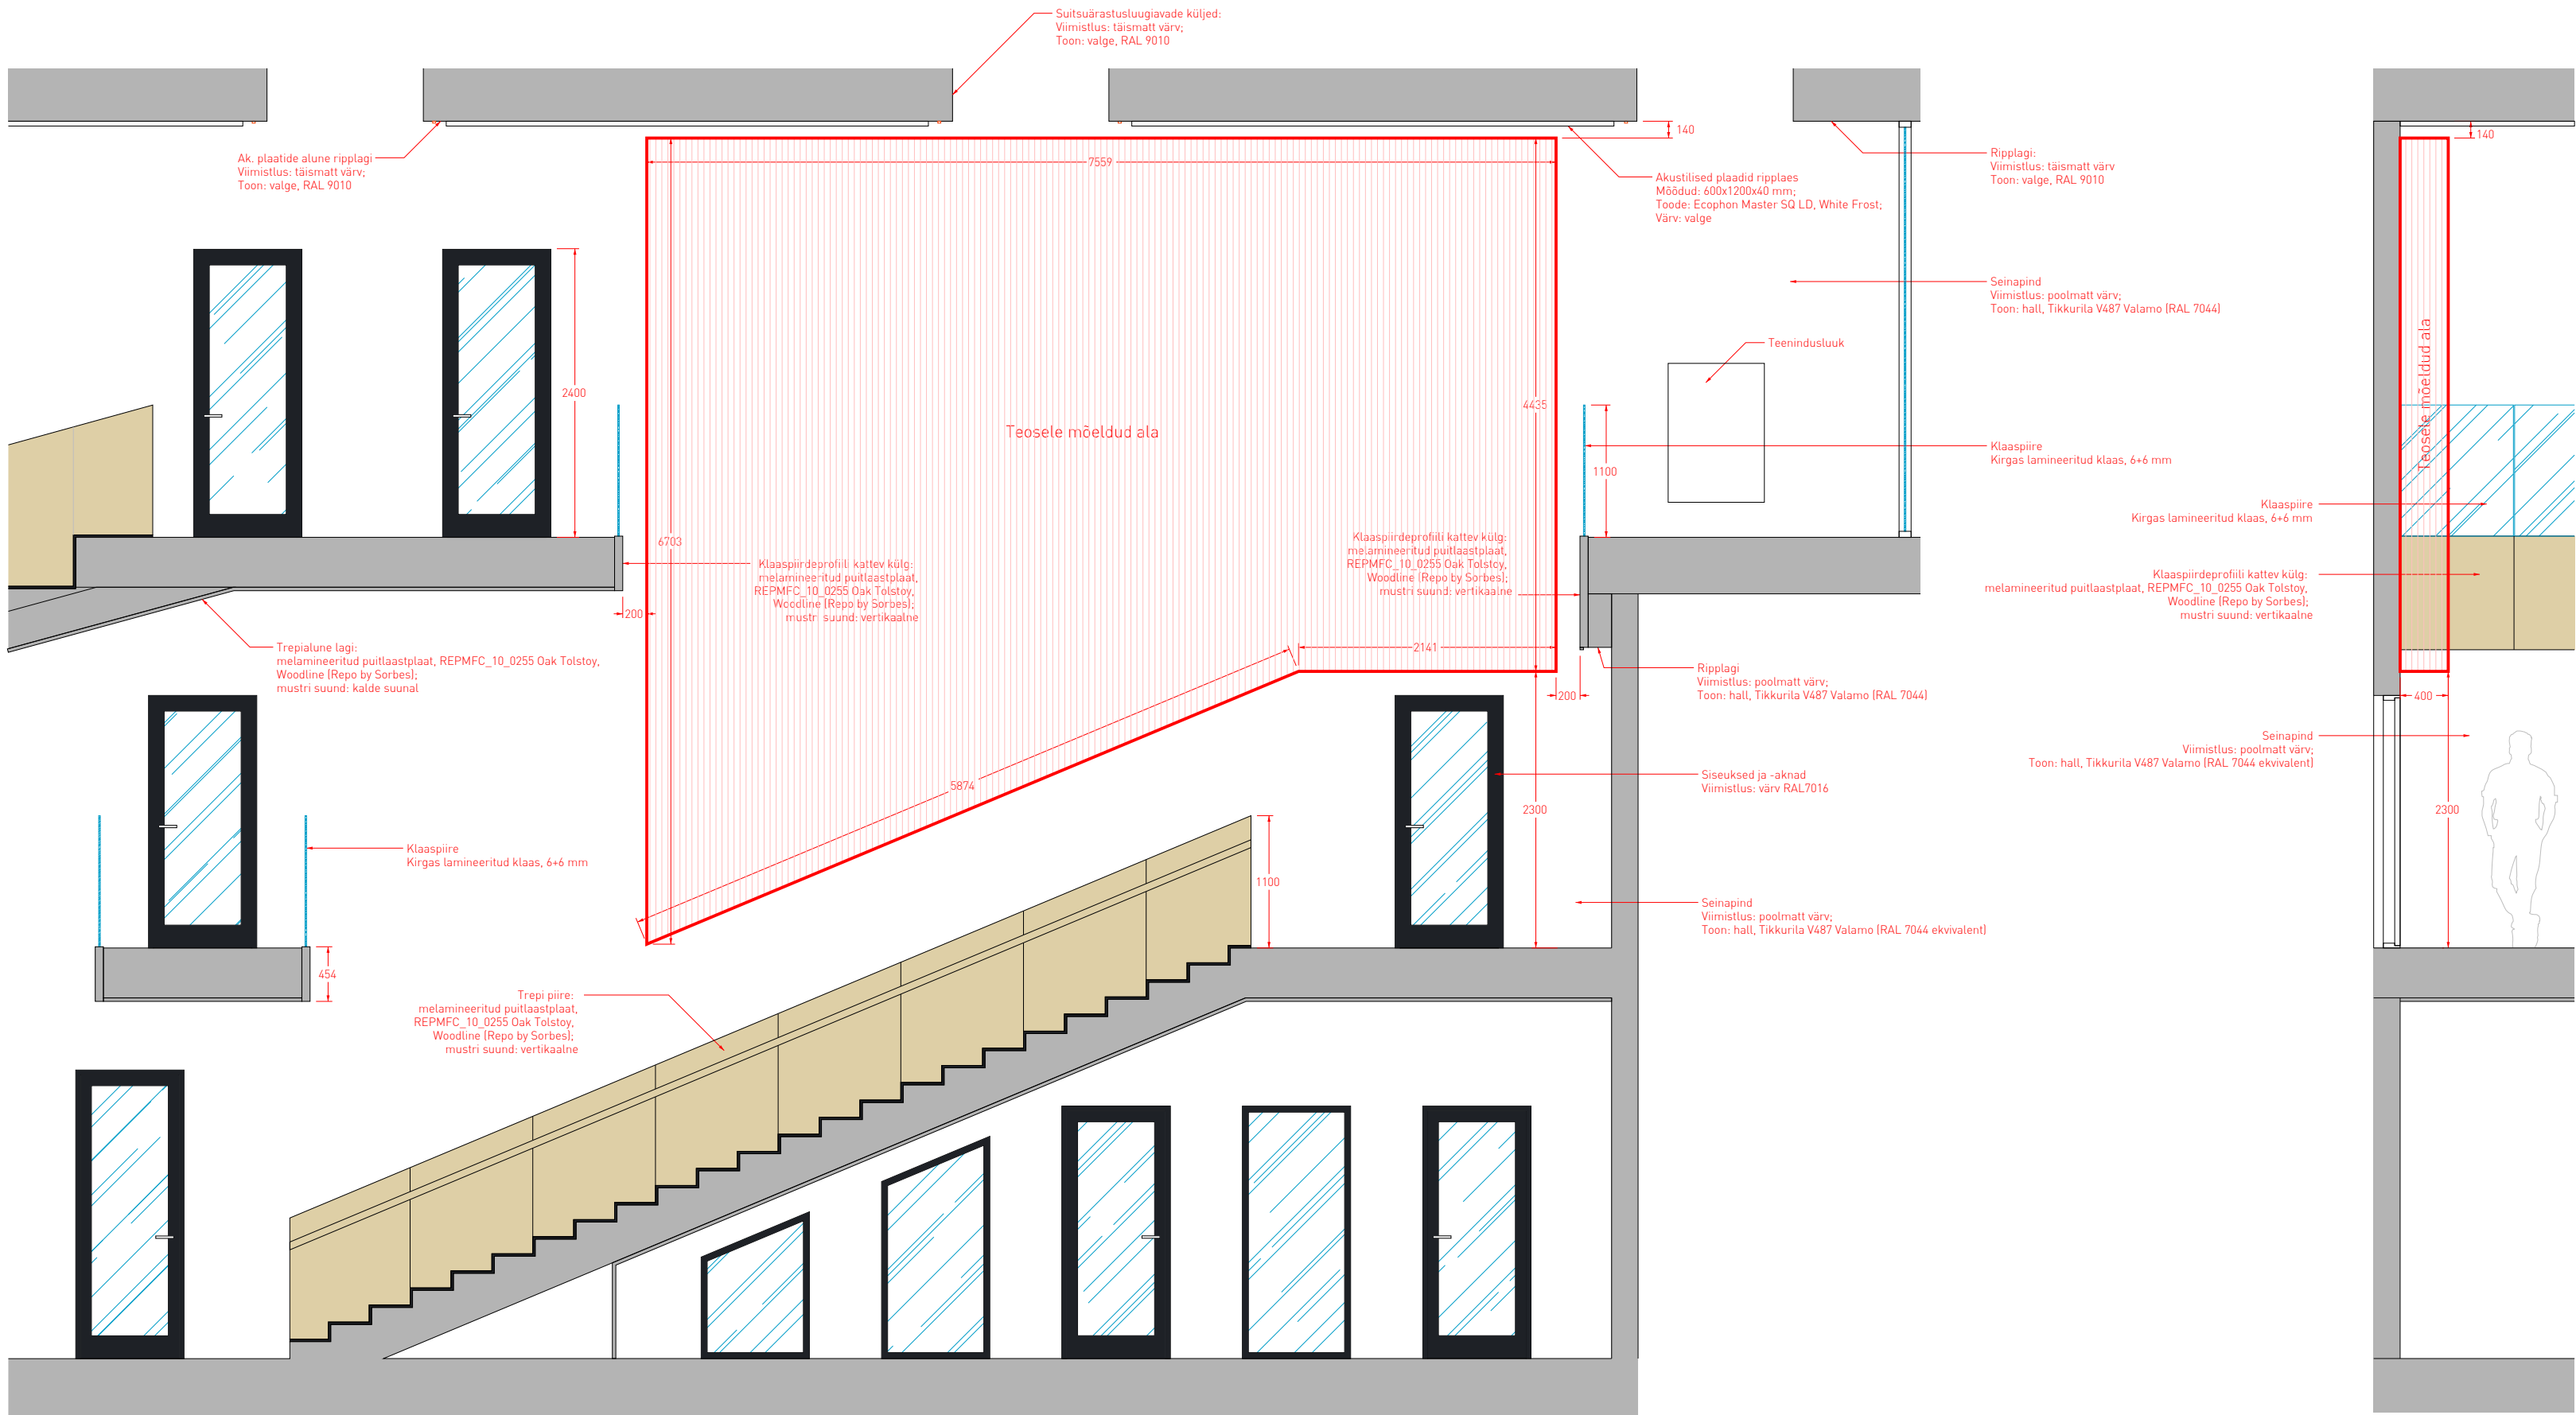 Suitsuärastusluugiavade küljed:
Viimistlus: täismatt värv;
Toon: valge, RAL 9010
140
140
Ak. plaatide alune ripplagi
Viimistlus: täismatt värv;
Toon: valge, RAL 9010
7559
Ripplagi:
Viimistlus: täismatt värv
Toon: valge, RAL 9010
Akustilised plaadid ripplaes
Mõõdud: 600x1200x40 mm;
Toode: Ecophon Master SQ LD, White Frost;
Värv: valge
Seinapind
Viimistlus: poolmatt värv;
Toon: hall, Tikkurila V487 Valamo (RAL 7044)
Teenindusluuk
2400
4435
Teosele mõeldud ala
Teosele mõeldud ala
Klaaspiire
Kirgas lamineeritud klaas, 6+6 mm
1100
Klaaspiire
Kirgas lamineeritud klaas, 6+6 mm
6703
Klaaspiirdeprofiili kattev külg:
melamineeritud puitlaastplaat,
REPMFC_10_0255 Oak Tolstoy,
Woodline (Repo by Sorbes);
mustri suund: vertikaalne
Klaaspiirdeprofiili kattev külg:
melamineeritud puitlaastplaat,
REPMFC_10_0255 Oak Tolstoy,
Woodline (Repo by Sorbes);
mustri suund: vertikaalne
Klaaspiirdeprofiili kattev külg:
melamineeritud puitlaastplaat, REPMFC_10_0255 Oak Tolstoy,
Woodline (Repo by Sorbes);
mustri suund: vertikaalne
200
Trepialune lagi:
melamineeritud puitlaastplaat, REPMFC_10_0255 Oak Tolstoy,
Woodline (Repo by Sorbes);
mustri suund: kalde suunal
2141
Ripplagi
Viimistlus: poolmatt värv;
Toon: hall, Tikkurila V487 Valamo (RAL 7044)
200
400
Seinapind
Viimistlus: poolmatt värv;
Toon: hall, Tikkurila V487 Valamo (RAL 7044 ekvivalent)
5874
Siseuksed ja -aknad
Viimistlus: värv RAL7016
2300
2300
Klaaspiire
Kirgas lamineeritud klaas, 6+6 mm
1100
Seinapind
Viimistlus: poolmatt värv;
Toon: hall, Tikkurila V487 Valamo (RAL 7044 ekvivalent)
454
Trepi piire:
melamineeritud puitlaastplaat,
REPMFC_10_0255 Oak Tolstoy,
Woodline (Repo by Sorbes);
mustri suund: vertikaalne